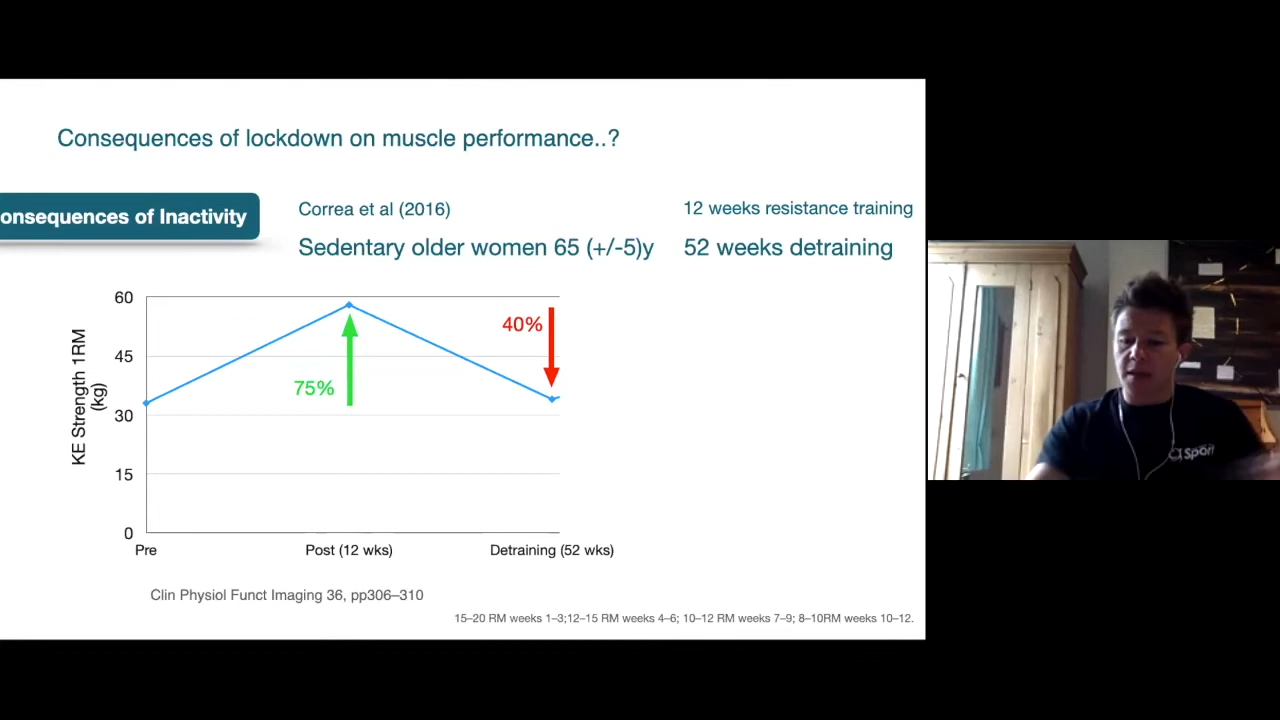 Consequences of lockdown on muscle performance..?
onsequences of Inactivity
Correa et al (2016)
12 weeks resistance training
Sedentary older women 65 (+/-5)y
52 weeks detraining
60
45
30
15
0
KE Strength 1RM
(kg)
75%
40%
Pre
Post (12 wks)
Detraining (52 wks)
Clin Physiol Funct Imaging 36, pp306–310
15–20 RM weeks 1–3;12–15 RM weeks 4–6; 10–12 RM weeks 7–9; 8–10RM weeks 10–12.
Sport